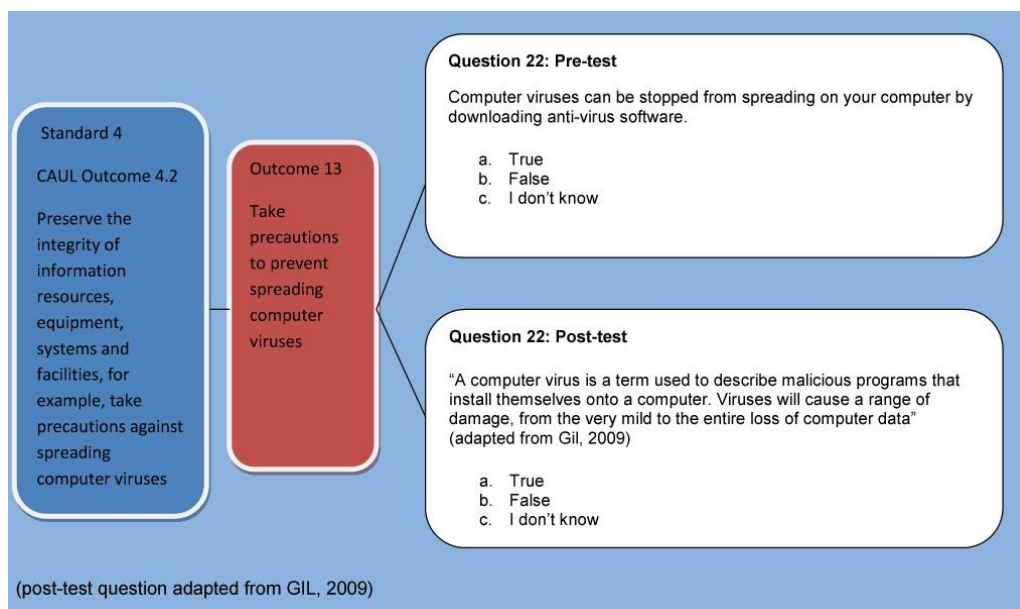 Standard 4
CAUL Outcome 4.2
Preserve the
integrity of
information
resources,
equipment,
systems and
facilities, for
example, take
precautions against
spreading
computer viruses
Outcome 13
Take
precautions
to prevent
spreading
computer
viruses
Question 22: Pre-test
Computer viruses can be stopped from spreading on your computer by
downloading anti-virus software.
a. True
b. False
c. I don't know
Question 22: Post-test
“A computer virus is a term used to describe malicious programs that
install themselves onto a computer. Viruses will cause a range of
damage, from the very mild to the entire loss of computer data”
(adapted from Gil, 2009)
a. True
b. False
c. I don't know
(post-test question adapted from GIL, 2009)